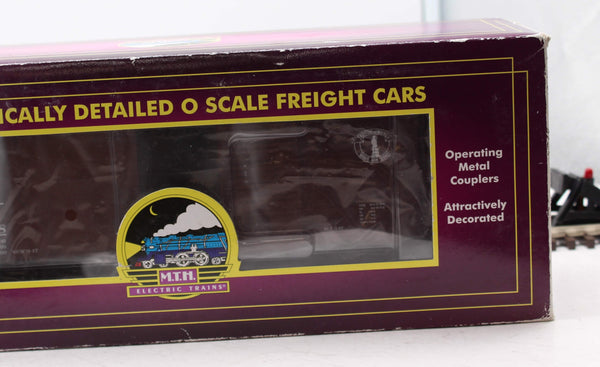 ICALLY DETAILED O SCALE FREIGHT CARS
Operating
Metal
Couplers
Attractively
Decorated
M.T.H.
ELECTRIC TRAINS